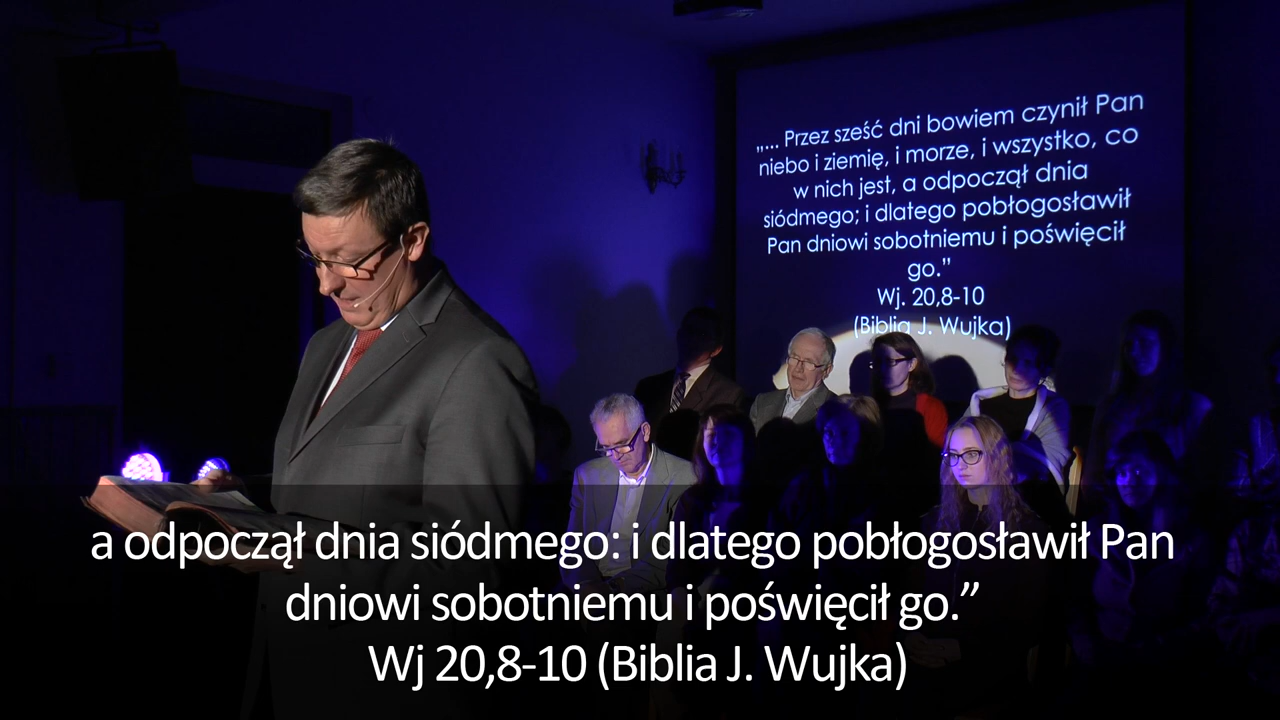 „... Przez sześć dni bowiem czynił Pan
niebo i ziemię, i morze, i wszystko, co
w nich jest, a odpoczął dnia
siódmego; i dlatego pobłogosławił
Pan dniowi sobotniemu i poświęcił
go.”
Wj. 20,8-10
(Biblia J. Wujka)
a odpoczął dnia siódmego: i dlatego pobłogosławił Pan
dniowi sobotniemu i poświęcił go.”
Wj 20,8-10 (Biblia J. Wujka)